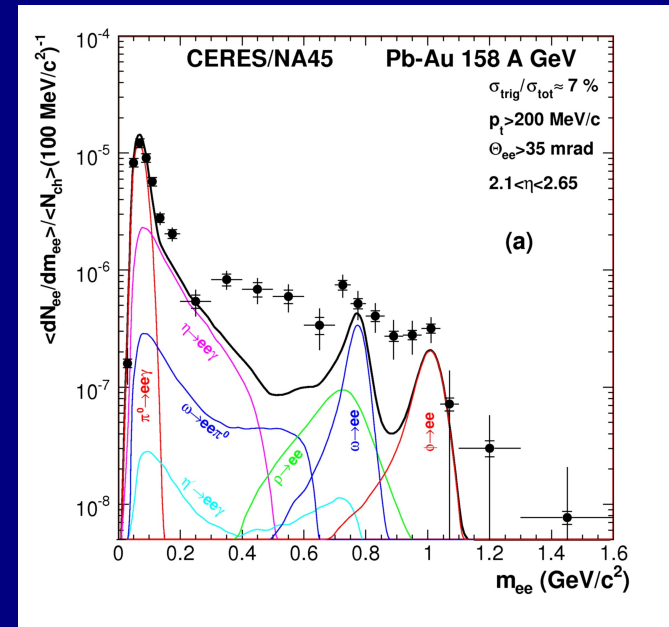 CERES/NA45 Pb-Au 158 A GeV
σtrig/σtot≈ 7 %
pt>200 MeV/c
Θee>35 mrad
2.1<η<2.65
(a)
<dNee/dmee>/<Nch>(100 MeV/c²)⁻¹
10⁻⁴
10⁻⁵
10⁻⁶
10⁻⁷
10⁻⁸
π⁰→eeγ
η→eeγ
ω→eeπ⁰
η→eeγ
ρ→ee
ω→ee
φ→ee
0 0.2 0.4 0.6 0.8 1 1.2 1.4 1.6
mee (GeV/c²)